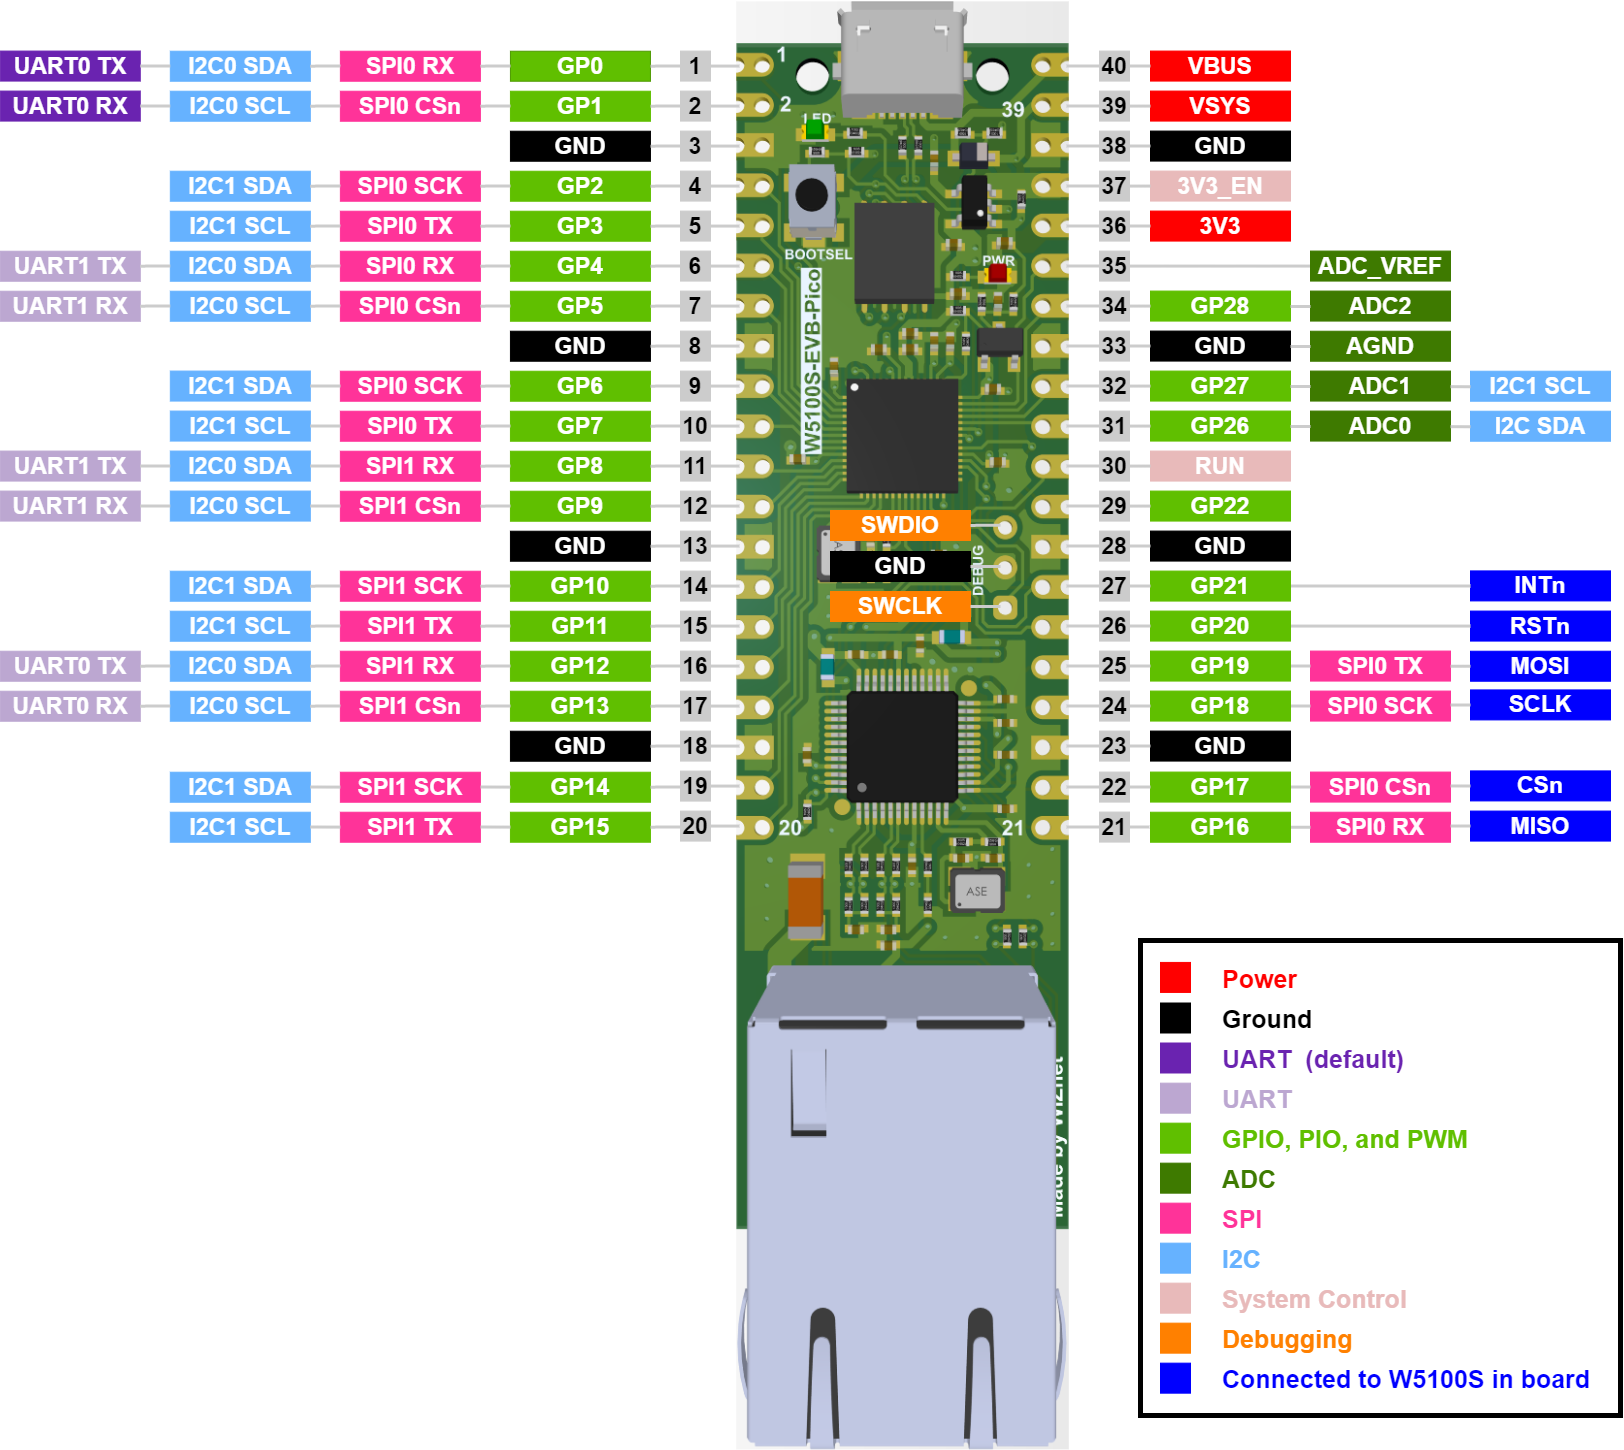 UART0 TX I2C0 SDA SPI0 RX GP0 1 1 40 VBUS
UART0 RX I2C0 SCL SPI0 CSn GP1 2 2 39 39 VSYS
GND 3 LED 38 GND
I2C1 SDA SPI0 SCK GP2 4 37 3V3_EN
I2C1 SCL SPI0 TX GP3 5 36 3V3
BOOTSEL PWR
UART1 TX I2C0 SDA SPI0 RX GP4 6 35 ADC_VREF
UART1 RX I2C0 SCL SPI0 CSn GP5 7 34 GP28 ADC2
GND 8 33 GND AGND
W5100S-EVB-Pico
I2C1 SDA SPI0 SCK GP6 9 32 GP27 ADC1 I2C1 SCL
I2C1 SCL SPI0 TX GP7 10 31 GP26 ADC0 I2C SDA
UART1 TX I2C0 SDA SPI1 RX GP8 11 30 RUN
UART1 RX I2C0 SCL SPI1 CSn GP9 12 29 GP22
SWDIO
GND 13 28 GND
GND DEBUG
I2C1 SDA SPI1 SCK GP10 14 27 GP21 INTn
SWCLK
I2C1 SCL SPI1 TX GP11 15 26 GP20 RSTn
UART0 TX I2C0 SDA SPI1 RX GP12 16 25 GP19 SPI0 TX MOSI
UART0 RX I2C0 SCL SPI1 CSn GP13 17 24 GP18 SPI0 SCK SCLK
GND 18 23 GND
I2C1 SDA SPI1 SCK GP14 19 22 GP17 SPI0 CSn CSn
I2C1 SCL SPI1 TX GP15 20 20 21 21 GP16 SPI0 RX MISO
ASE
Made by Wiznet
Power
Ground
UART (default)
UART
GPIO, PIO, and PWM
ADC
SPI
I2C
System Control
Debugging
Connected to W5100S in board